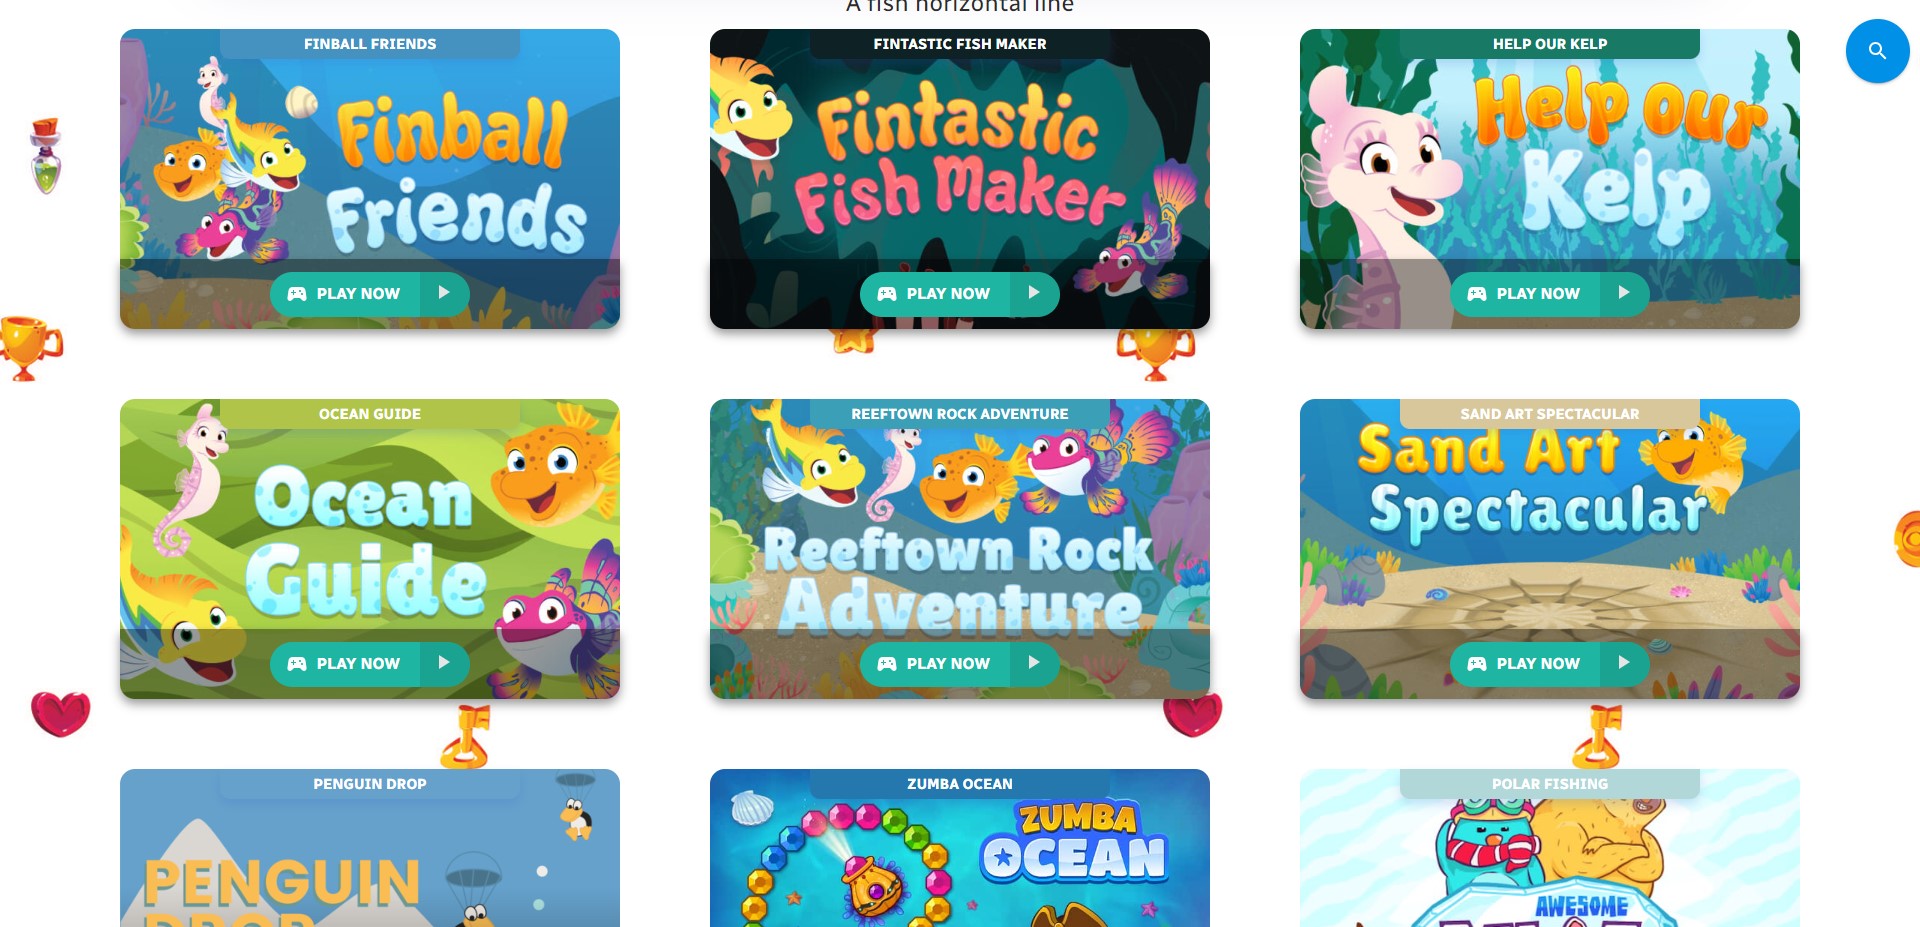 A fish horizontal line
FINBALL FRIENDS
Finball
Friends
PLAY NOW
FINTASTIC FISH MAKER
Fintastic
Fish Maker
PLAY NOW
HELP OUR KELP
Help our
Kelp
PLAY NOW
OCEAN GUIDE
Ocean
Guide
PLAY NOW
REEFTOWN ROCK ADVENTURE
Reeftown Rock
Adventure
PLAY NOW
SAND ART SPECTACULAR
Sand Art
Spectacular
PLAY NOW
PENGUIN DROP
PENGUIN
DROP
ZUMBA OCEAN
ZUMBA
OCEAN
POLAR FISHING
AWESOME